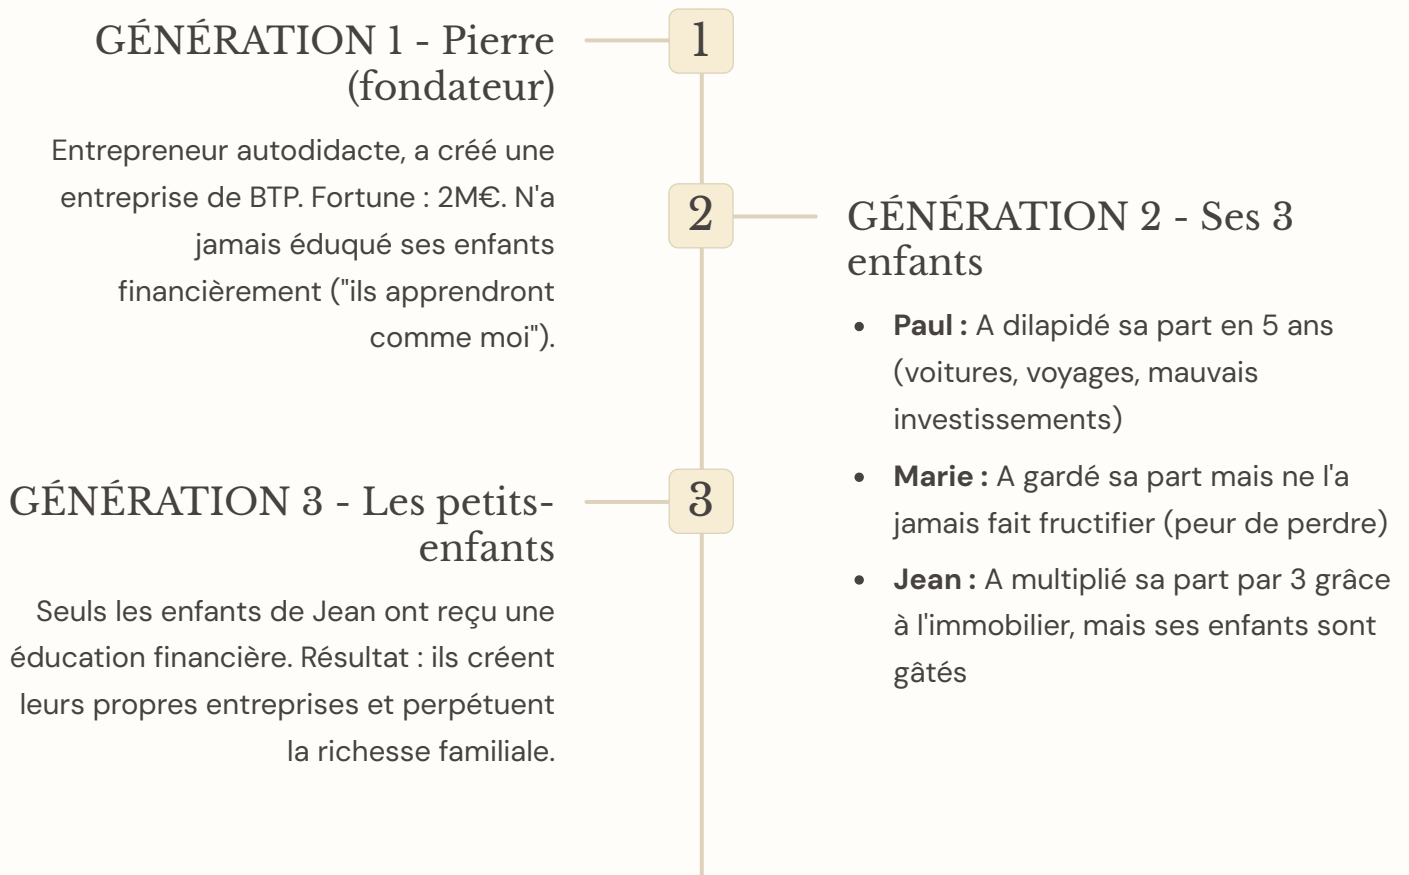 1
GÉNÉRATION 1 - Pierre
(fondateur)
Entrepreneur autodidacte, a créé une
entreprise de BTP. Fortune : 2M€. N'a
jamais éduqué ses enfants
financièrement ("ils apprendront
comme moi").
2
GÉNÉRATION 2 - Ses 3
enfants
• Paul : A dilapidé sa part en 5 ans
(voitures, voyages, mauvais
investissements)
• Marie : A gardé sa part mais ne l'a
jamais fait fructifier (peur de perdre)
• Jean : A multiplié sa part par 3 grâce
à l'immobilier, mais ses enfants sont
gâtés
3
GÉNÉRATION 3 - Les petits-
enfants
Seuls les enfants de Jean ont reçu une
éducation financière. Résultat : ils créent
leurs propres entreprises et perpétuent
la richesse familiale.